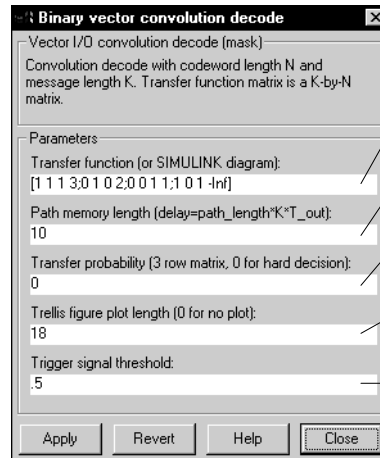 Binary vector convolution decode
Vector I/O convolution decode (mask)
Convolution decode with codeword length N and
message length K. Transfer function matrix is a K-by-N
matrix.
Parameters
Transfer function (or SIMULINK diagram):
[1 1 1 3;0 1 0 2;0 0 1 1;1 0 1 -Inf]
Path memory length (delay=path_length*K*T_out):
10
Transfer probability (3 row matrix, 0 for hard decision):
0
Trellis figure plot length (0 for no plot):
18
Trigger signal threshold:
.5
Apply Revert Help Close